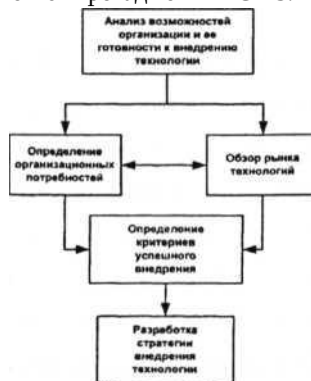 Анализ возможностей
организации и ее
готовности к внедрению
технологии
Определение
организационных
потребностей
Обзор рынка
технологий
Определение
критериев
успешного
внедрения
Разработка
стратегии
внедрения
технологии